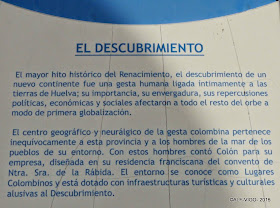 EL DESCUBRIMIENTO
El mayor hito histórico del Renacimiento, el descubrimiento de un
nuevo continente fue una gesta humana ligada intimamente a las
tierras de Huelva; su importancia, su envergadura, sus repercusiones
políticas, económicas y sociales afectaron a todo el resto del orbe a
modo de primera globalización.
El centro geográfico y neurálgico de la gesta colombina pertenece
inequívocamente a esta provincia y a los hombres de la mar de los
pueblos de su entorno. Con estos hombres contó Colón para su
empresa, diseñada en su residencia franciscana del convento de
Ntra. Sra. de la Rábida. El entorno se conoce como Lugares
Colombinos y está dotado con infraestructuras turísticas y culturales
alusivas al Descubrimiento.